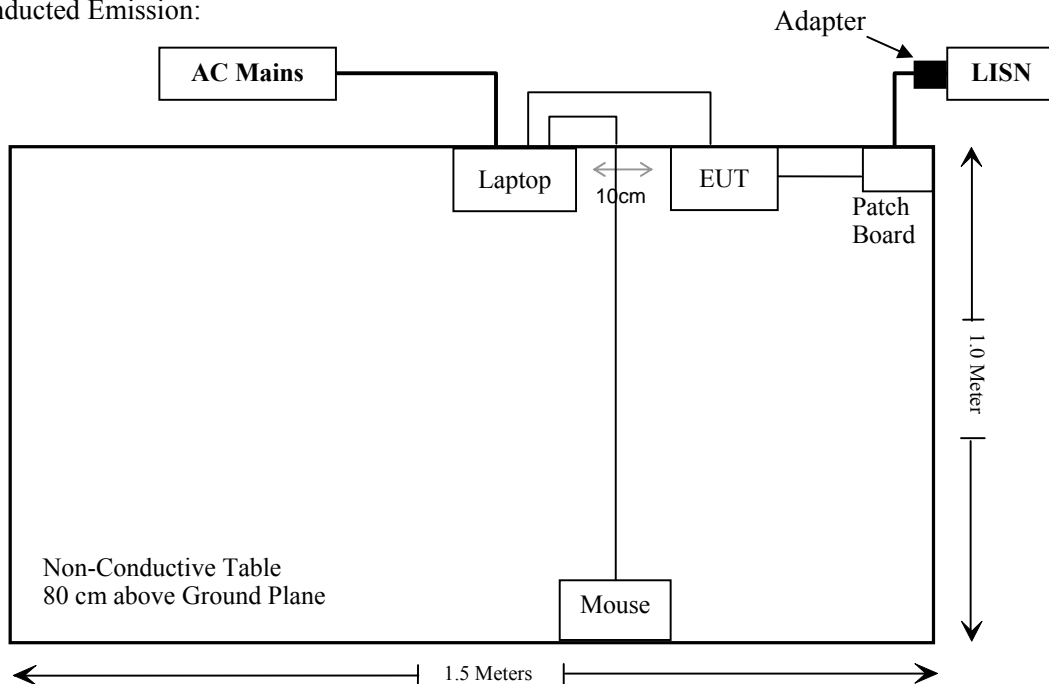 nducted Emission:
Adapter
AC Mains
LISN
Laptop
10cm
EUT
Patch
Board
1.0 Meter
Non-Conductive Table
80 cm above Ground Plane
Mouse
1.5 Meters